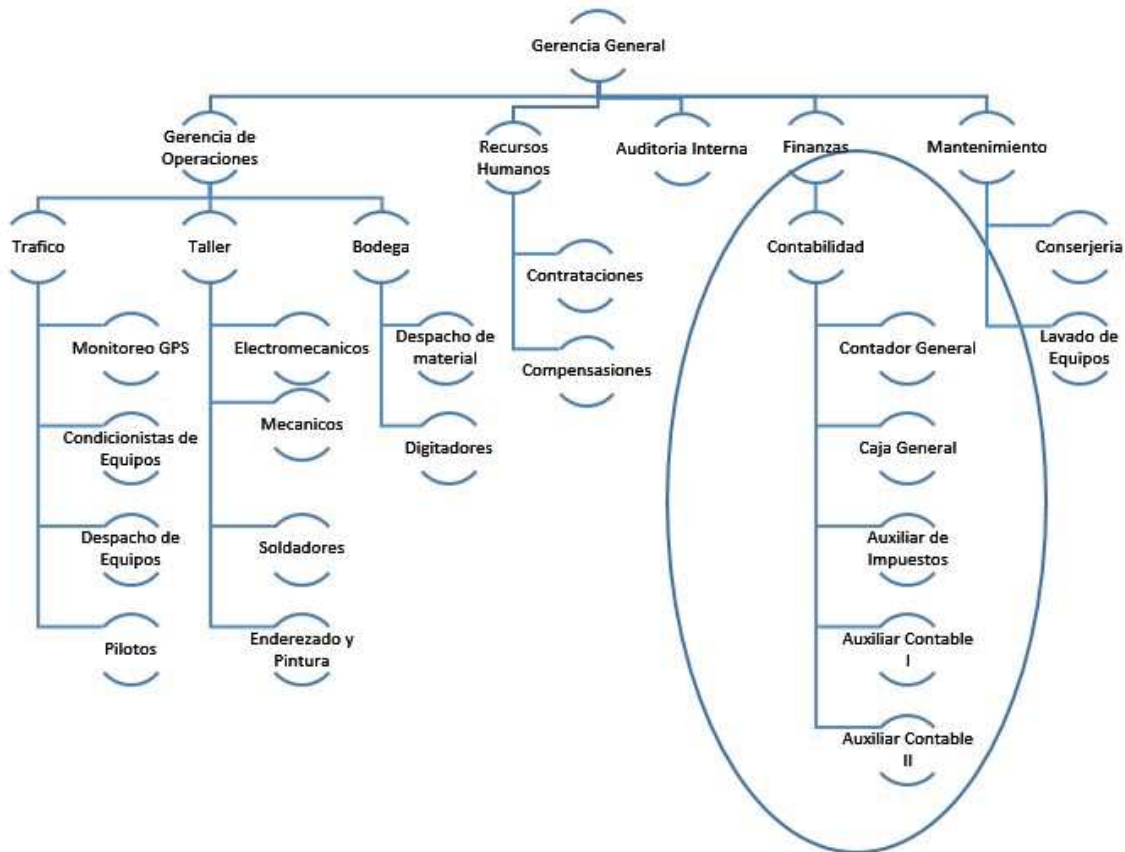 Gerencia General
Gerencia de
Operaciones
Recursos
Humanos
Auditoria Interna
Finanzas
Mantenimiento
Trafico
Taller
Bodega
Contabilidad
Conserjeria
Contrataciones
Monitoreo GPS
Electromecanicos
Despacho de
material
Contador General
Lavado de
Equipos
Compensasiones
Mecanicos
Condicionistas de
Equipos
Digitadores
Caja General
Despacho de
Equipos
Soldadores
Auxiliar de
Impuestos
Pilotos
Enderezado y
Pintura
Auxiliar Contable
I
Auxiliar Contable
II